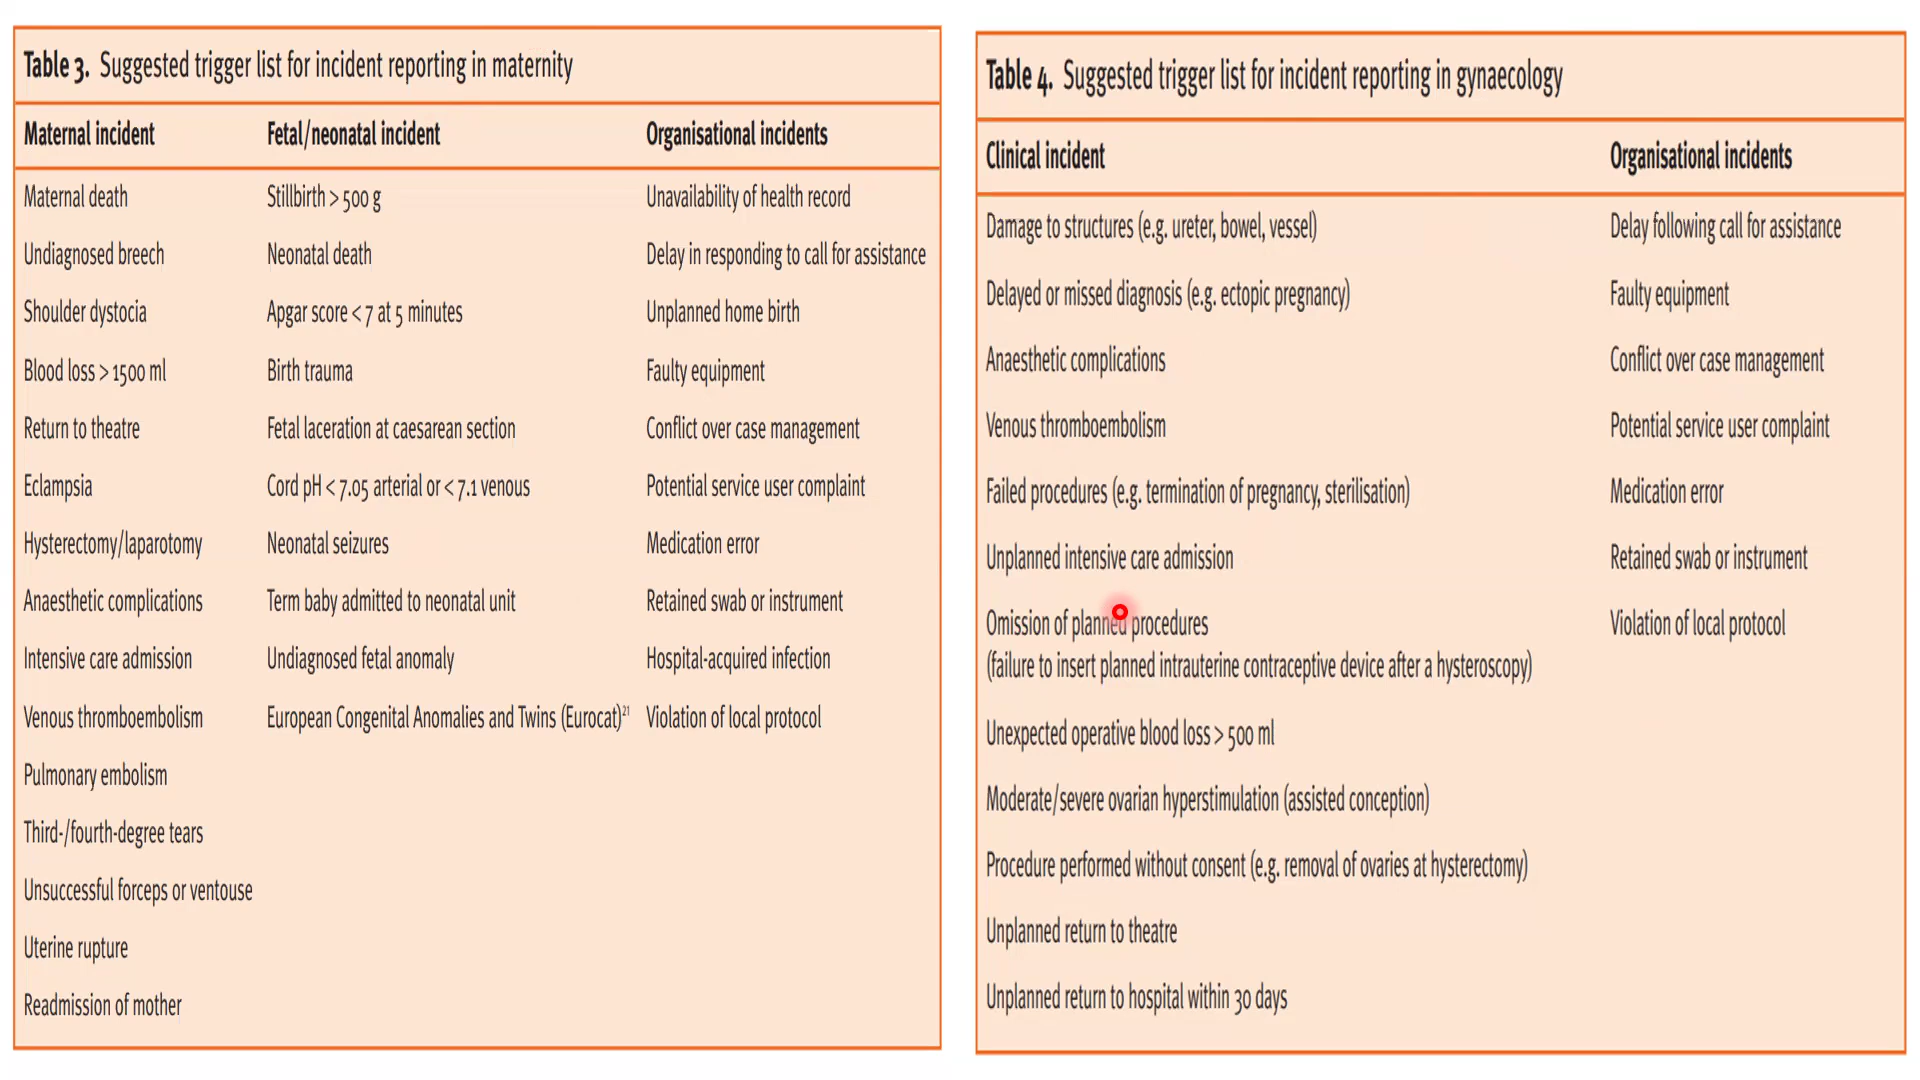 Table 3. Suggested trigger list for incident reporting in maternity
Maternal incident Fetal/neonatal incident Organisational incidents
Maternal death Stillbirth > 500 g Unavailability of health record
Undiagnosed breech Neonatal death Delay in responding to call for assistance
Shoulder dystocia Apgar score < 7 at 5 minutes Unplanned home birth
Blood loss > 1500 ml Birth trauma Faulty equipment
Return to theatre Fetal laceration at caesarean section Conflict over case management
Eclampsia Cord pH < 7.05 arterial or < 7.1 venous Potential service user complaint
Hysterectomy/laparotomy Neonatal seizures Medication error
Anaesthetic complications Term baby admitted to neonatal unit Retained swab or instrument
Intensive care admission Undiagnosed fetal anomaly Hospital-acquired infection
Venous thromboembolism European Congenital Anomalies and Twins (Eurocat)21 Violation of local protocol
Pulmonary embolism
Third-/fourth-degree tears
Unsuccessful forceps or ventouse
Uterine rupture
Readmission of mother
Table 4. Suggested trigger list for incident reporting in gynaecology
Clinical incident Organisational incidents
Damage to structures (e.g. ureter, bowel, vessel) Delay following call for assistance
Delayed or missed diagnosis (e.g. ectopic pregnancy) Faulty equipment
Anaesthetic complications Conflict over case management
Venous thromboembolism Potential service user complaint
Failed procedures (e.g. termination of pregnancy, sterilisation) Medication error
Unplanned intensive care admission Retained swab or instrument
Omission of planned procedures Violation of local protocol
(failure to insert planned intrauterine contraceptive device after a hysteroscopy)
Unexpected operative blood loss > 500 ml
Moderate/severe ovarian hyperstimulation (assisted conception)
Procedure performed without consent (e.g. removal of ovaries at hysterectomy)
Unplanned return to theatre
Unplanned return to hospital within 30 days